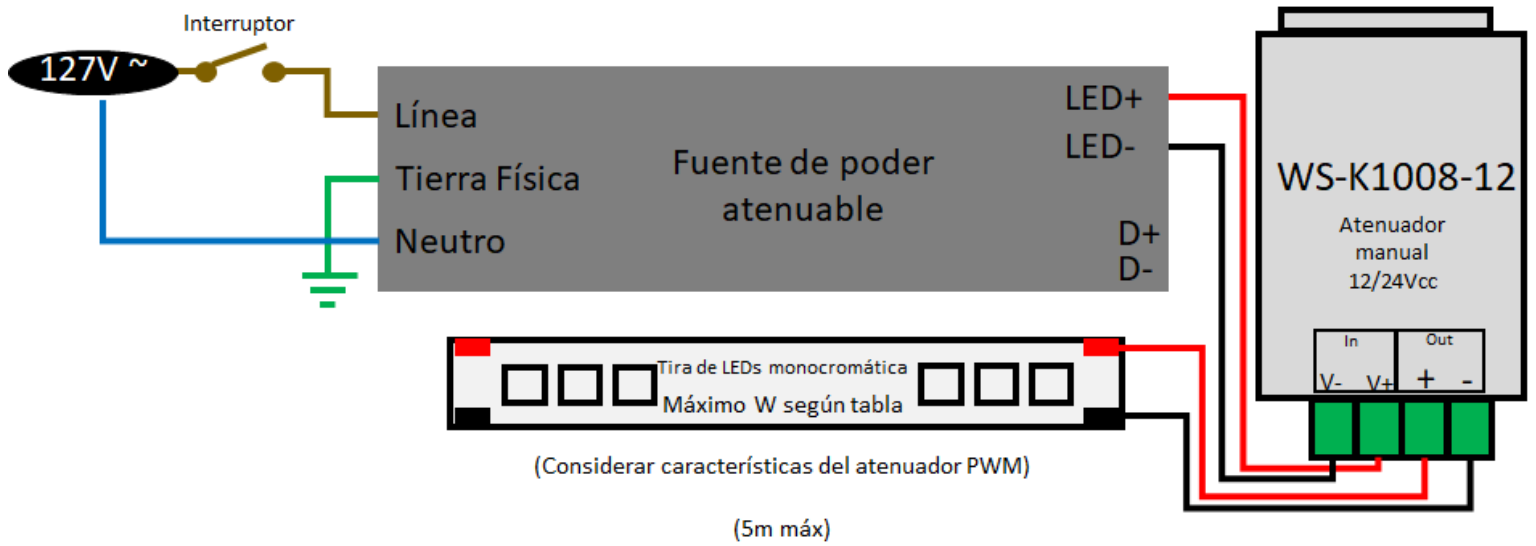 Interruptor
127V ~
Línea
Tierra Física
Neutro
Fuente de poder
atenuable
LED+
LED-
D+
D-
WS-K1008-12
Atenuador
manual
12/24Vcc
In
Out
V- V+ + -
Tira de LEDs monocromática
Máximo W según tabla
(Considerar características del atenuador PWM)
(5m máx)